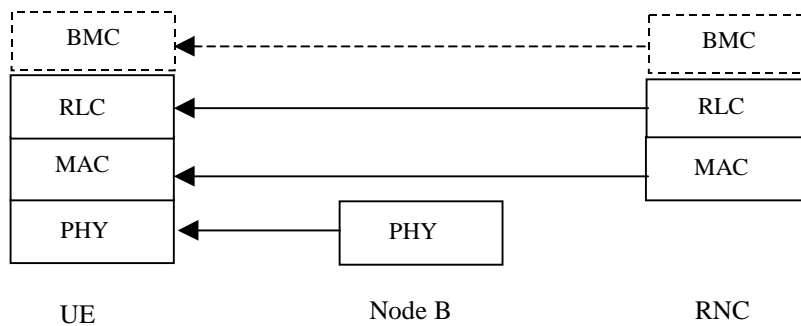 BMC BMC
RLC RLC
MAC MAC
PHY PHY
UE Node B RNC